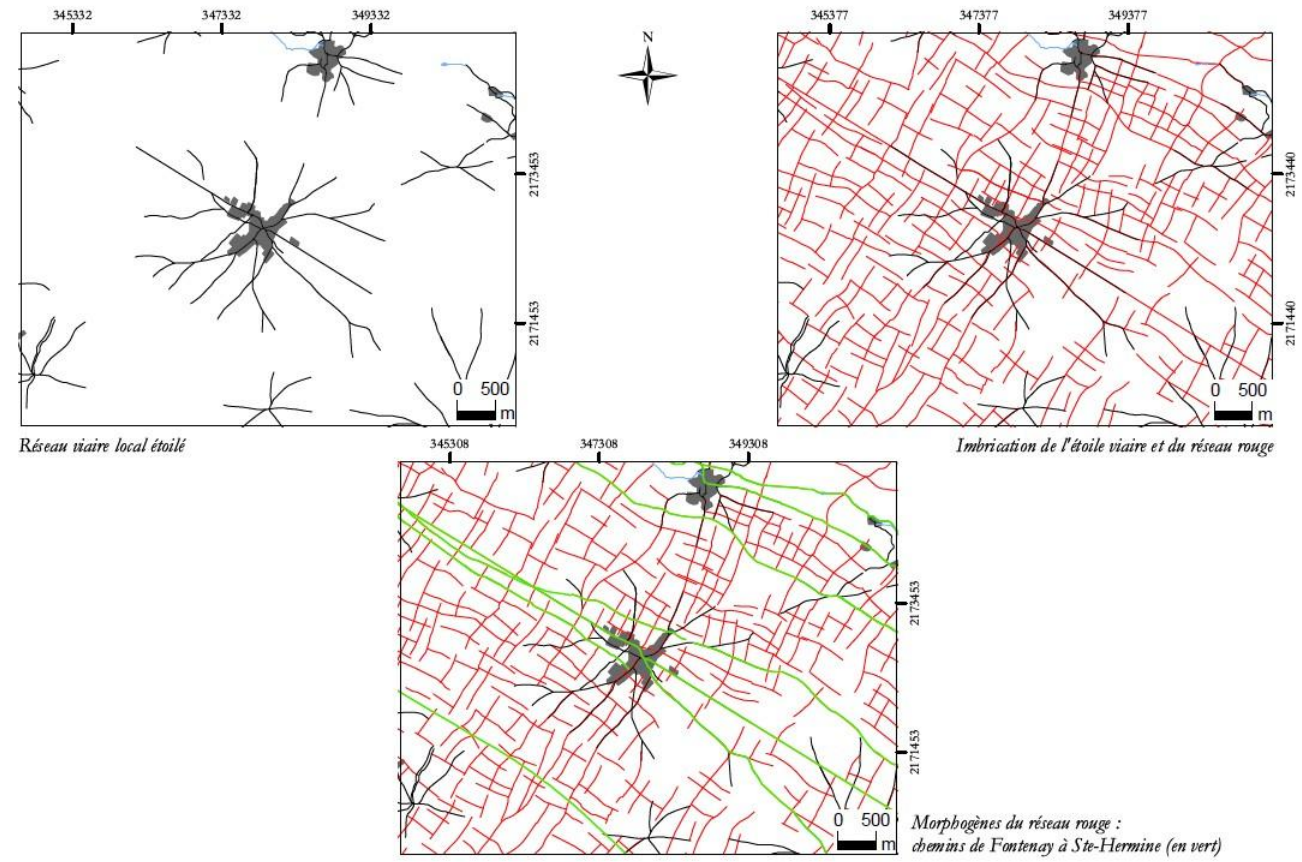 345332 347332 349332
N
345377 347377 349377
2173453
2171453
0 500
m
2173440
2171440
0 500
m
Réseau viaire local étoilé
Imbrication de l'étoile viaire et du réseau rouge
345308 347308 349308
2173453
2171453
0 500
m
Morphogènes du réseau rouge :
chemins de Fontenay à Ste-Hermine (en vert)